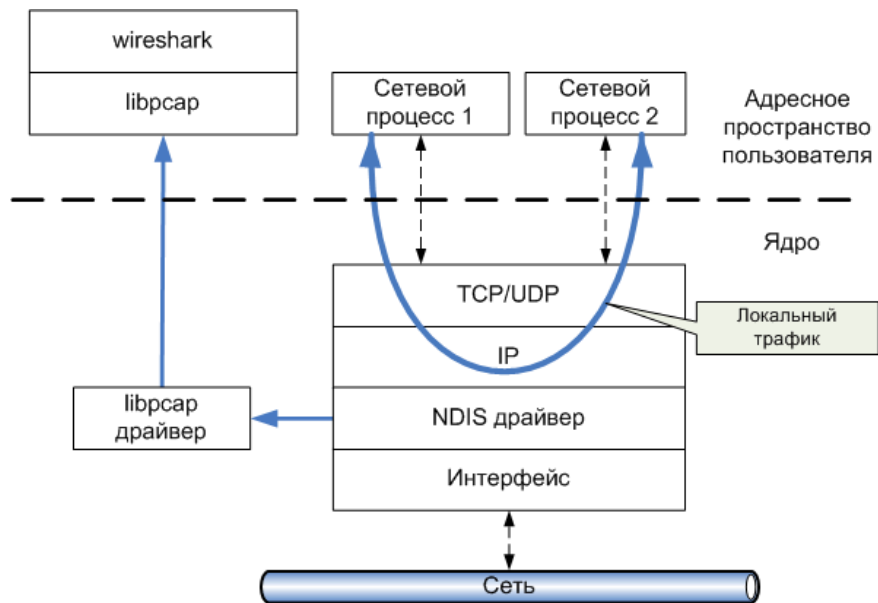 wireshark
libpcap
Сетевой
процесс 1
Сетевой
процесс 2
Адресное
пространство
пользователя
Ядро
TCP/UDP
Локальный
трафик
IP
libpcap
драйвер
NDIS драйвер
Интерфейс
Сеть